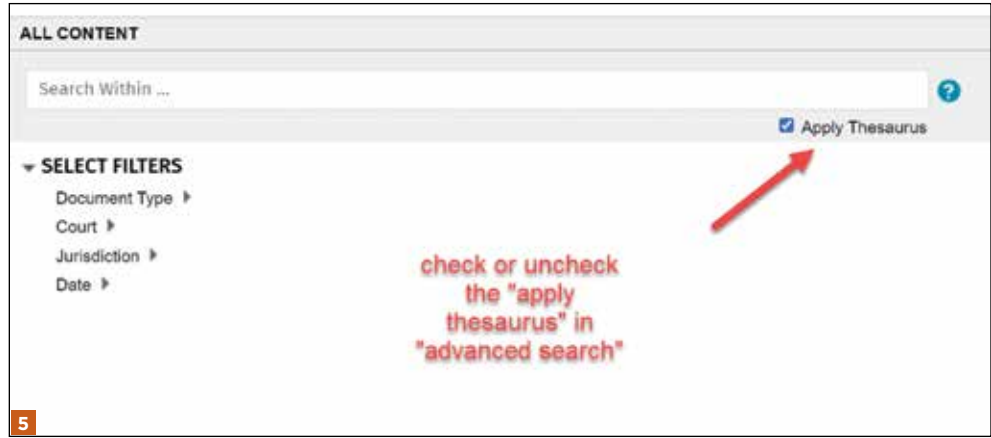 ALL CONTENT
Search Within ...
?
Apply Thesaurus
SELECT FILTERS
Document Type
Court
Jurisdiction
Date
check or uncheck
the "apply
thesaurus" in
"advanced search"
5